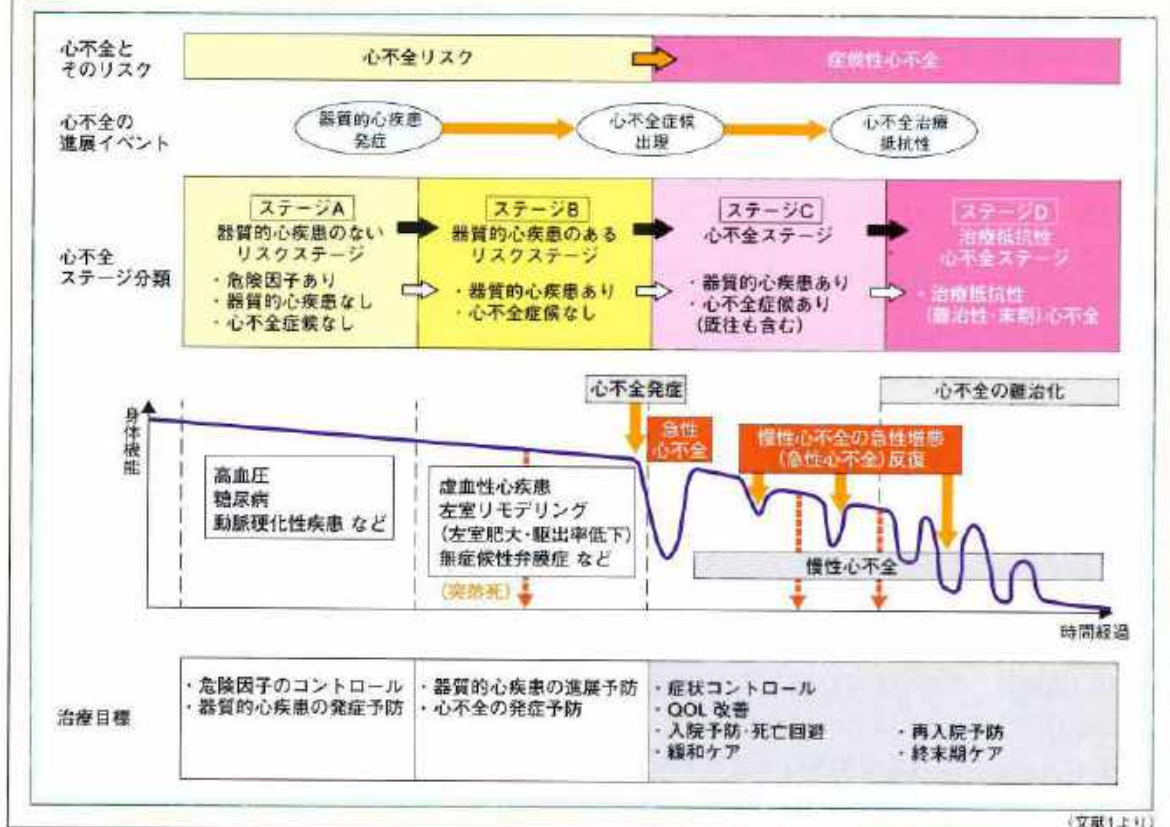 心不全と
そのリスク
心不全リスク
症候性心不全
心不全の
進展イベント
器質的心疾患
発症
心不全症候
出現
心不全治療
抵抗性
心不全
ステージ分類
ステージA
器質的心疾患のない
リスクステージ
・危険因子あり
・器質的心疾患なし
・心不全症候なし
ステージB
器質的心疾患のある
リスクステージ
・器質的心疾患あり
・心不全症候なし
ステージC
心不全ステージ
・器質的心疾患あり
・心不全症候あり
(既往も含む)
ステージD
治療抵抗性
心不全ステージ
・治療抵抗性
(難治性・末期)心不全
身体機能
心不全発症
急性
心不全
慢性心不全の急性増悪
(急性心不全)反復
心不全の難治化
高血圧
糖尿病
動脈硬化性疾患 など
虚血性心疾患
左室リモデリング
(左室肥大・駆出率低下)
無症候性弁膜症 など
(突然死)
慢性心不全
時間経過
治療目標
・危険因子のコントロール
・器質的心疾患の発症予防
・器質的心疾患の進展予防
・心不全の発症予防
・症状コントロール
・QOL 改善
・入院予防・死亡回避
・緩和ケア
・再入院予防
・終末期ケア
(文献1より)